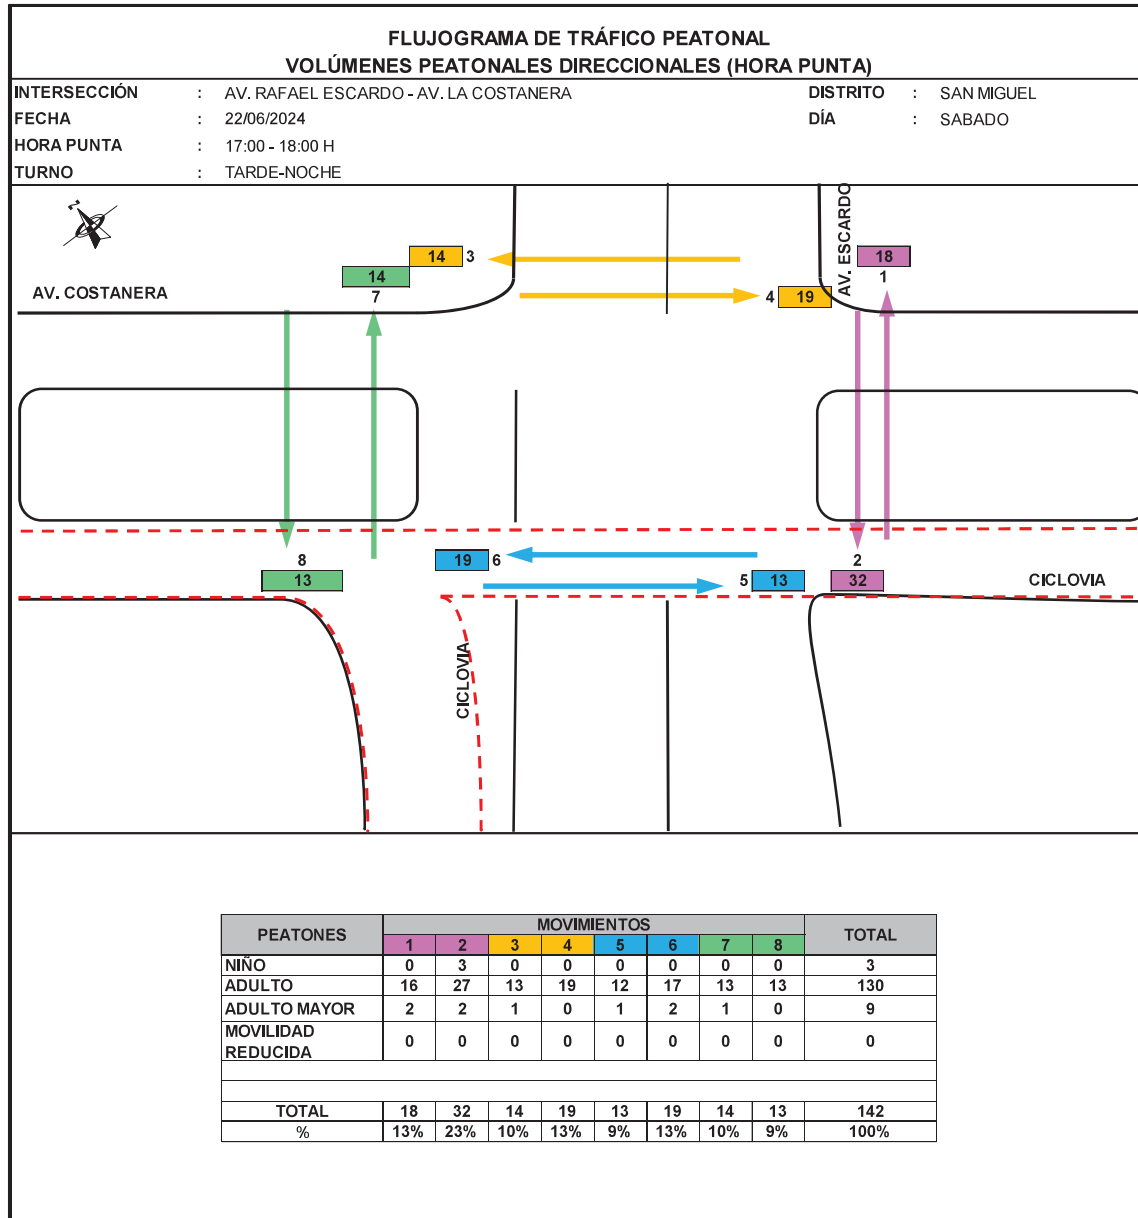 FLUJOGRAMA DE TRÁFICO PEATONAL
VOLÚMENES PEATONALES DIRECCIONALES (HORA PUNTA)
INTERSECCIÓN : AV. RAFAEL ESCARDO - AV. LA COSTANERA DISTRITO : SAN MIGUEL
FECHA : 22/06/2024 DÍA : SABADO
HORA PUNTA : 17:00 - 18:00 H
TURNO : TARDE-NOCHE
AV. ESCARDO
14 3
18
14
1
AV. COSTANERA
7
4 19
8
19 6
2
13
5 13
32
CICLOVIA
CICLOVIA
PEATONES MOVIMIENTOS TOTAL
1 2 3 4 5 6 7 8
NIÑO 0 3 0 0 0 0 0 0 3
ADULTO 16 27 13 19 12 17 13 13 130
ADULTO MAYOR 2 2 1 0 1 2 1 0 9
MOVILIDAD
REDUCIDA 0 0 0 0 0 0 0 0 0
TOTAL 18 32 14 19 13 19 14 13 142
% 13% 23% 10% 13% 9% 13% 10% 9% 100%